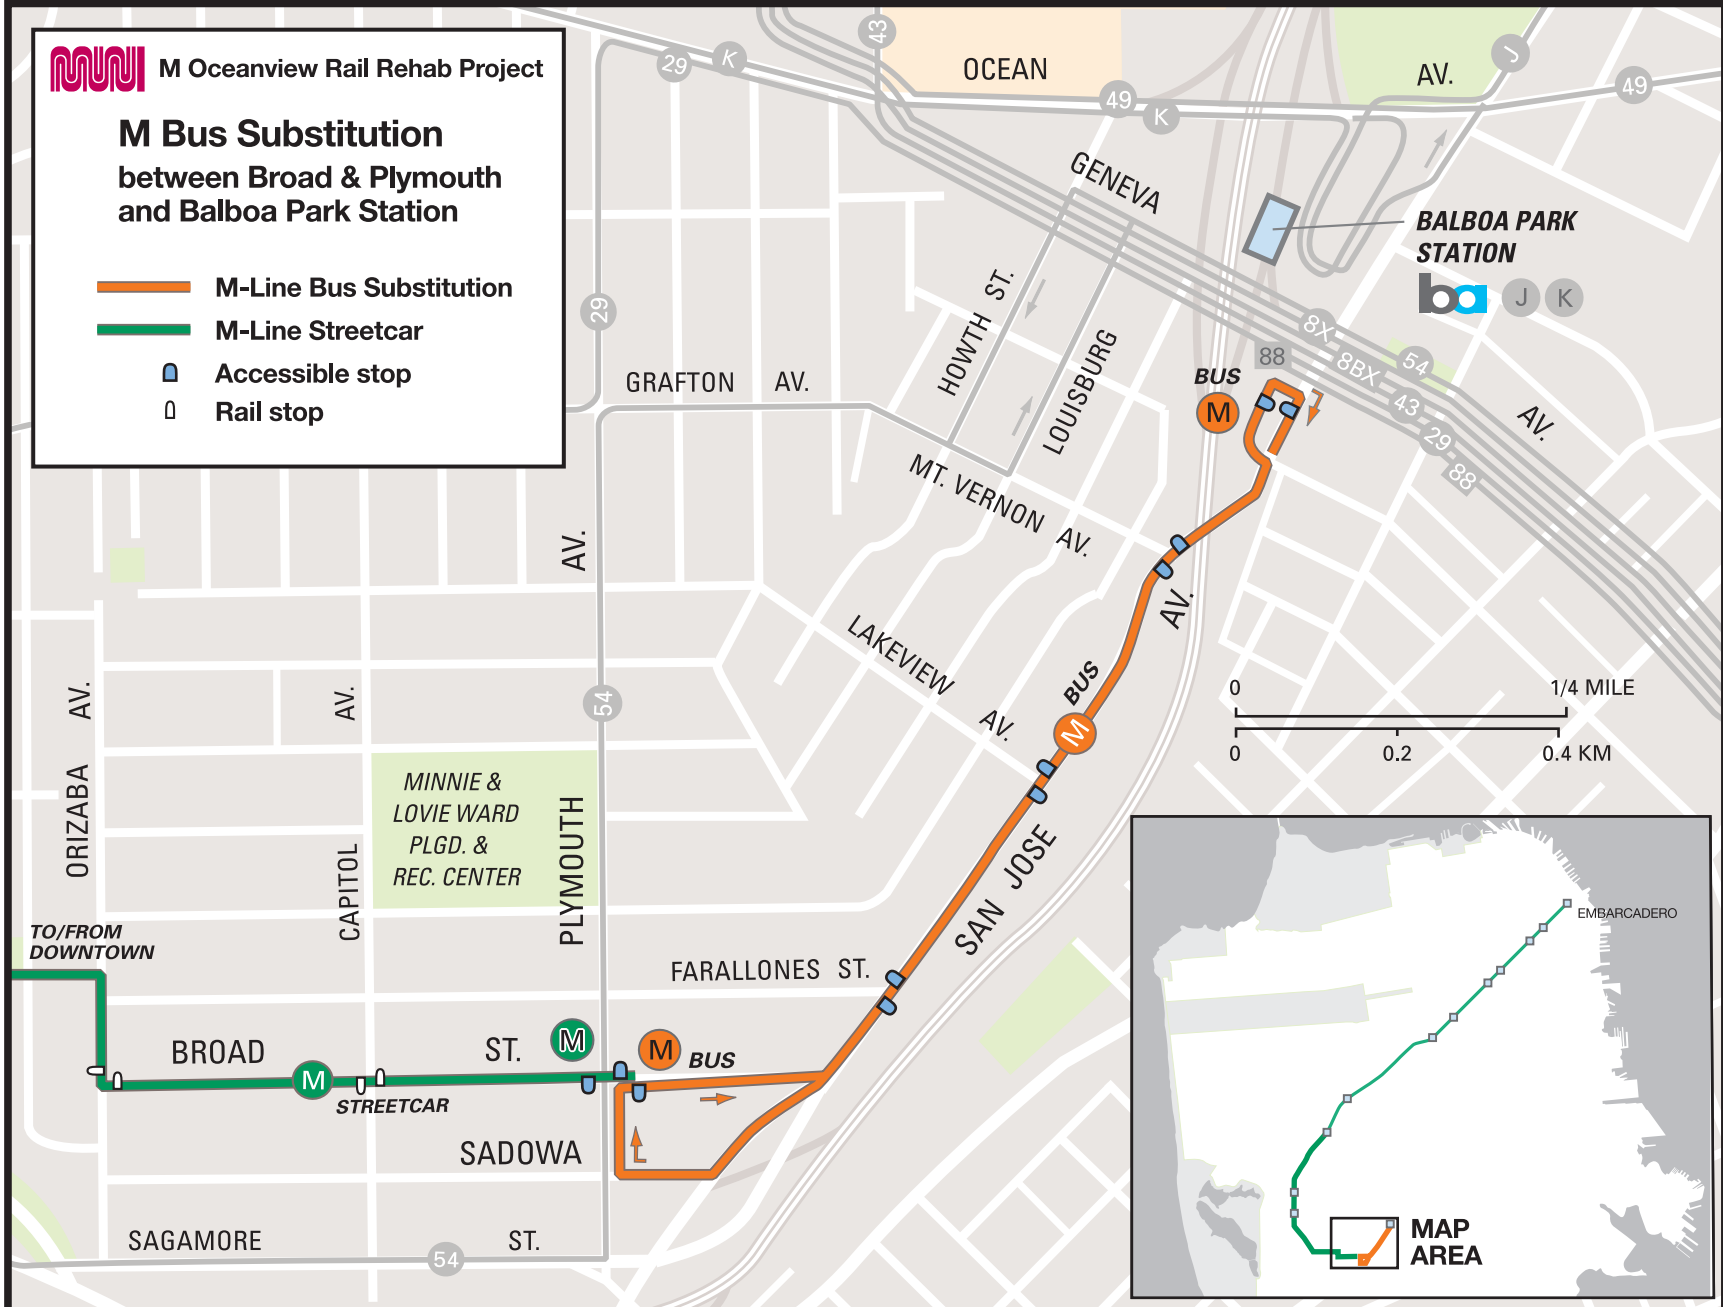 MUNI
M Oceanview Rail Rehab Project
M Bus Substitution
between Broad & Plymouth
and Balboa Park Station
M-Line Bus Substitution
M-Line Streetcar
Accessible stop
Rail stop
43
29
K
OCEAN
AV.
J
49
49
K
GENEVA
BALBOA PARK
STATION
ba
J
K
29
HOWTH ST.
LOUISBURG
8X
54
88
8BX
43
29
88
AV.
BUS
M
GRAFTON AV.
MT. VERNON AV.
AV.
AV.
LAKEVIEW
AV.
BUS
M
0
1/4 MILE
0
0.2
0.4 KM
ORIZABA
AV.
CAPITOL
AV.
54
MINNIE &
LOVIE WARD
PLGD. &
REC. CENTER
PLYMOUTH
SAN JOSE
TO/FROM
DOWNTOWN
FARALLONES ST.
BROAD
ST.
M
M
M
BUS
STREETCAR
SADOWA
SAGAMORE
ST.
54
EMBARCADERO
MAP
AREA